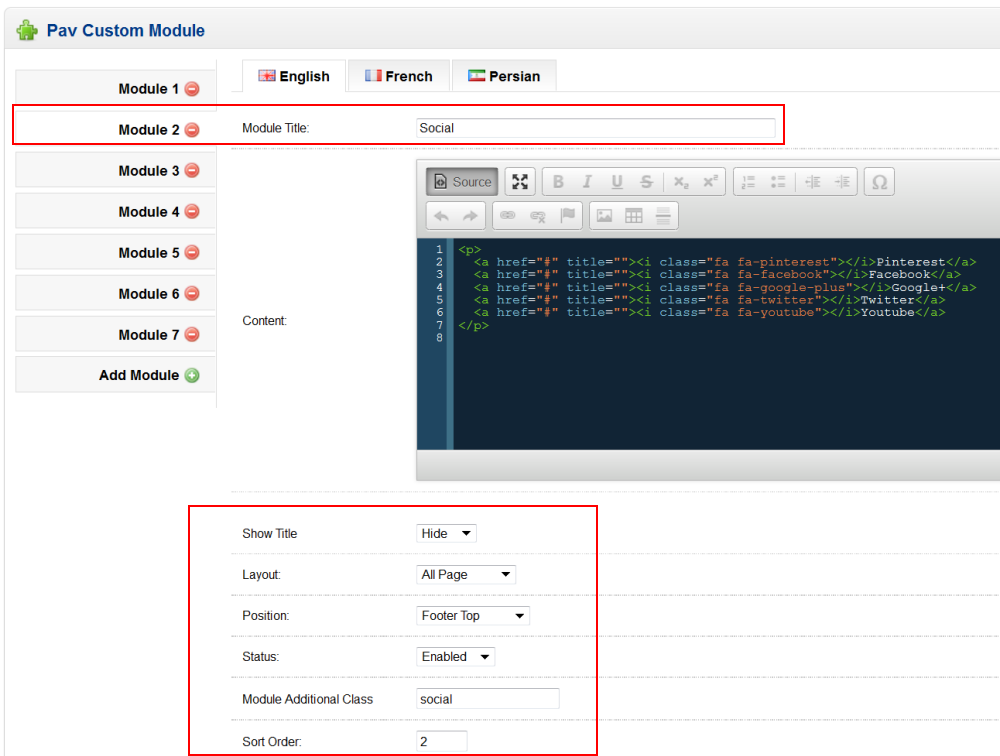 Pav Custom Module
English French Persian
Module 1
Module 2
Module 3
Module 4
Module 5
Module 6
Module 7
Add Module
Module Title: Social
Content:
Source B I U S x₂ x² Ω
1 <p>
2 <a href="#" title=""><i class="fa fa-pinterest"></i>Pinterest</a>
3 <a href="#" title=""><i class="fa fa-facebook"></i>Facebook</a>
4 <a href="#" title=""><i class="fa fa-google-plus"></i>Google+</a>
5 <a href="#" title=""><i class="fa fa-twitter"></i>Twitter</a>
6 <a href="#" title=""><i class="fa fa-youtube"></i>Youtube</a>
7 </p>
8
Show Title Hide
Layout: All Page
Position: Footer Top
Status: Enabled
Module Additional Class social
Sort Order: 2